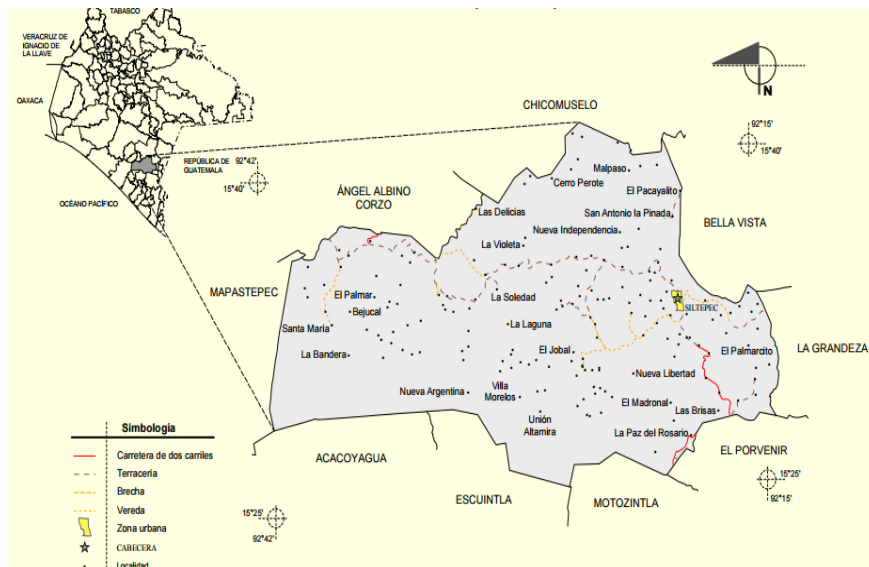 TABASCO
VERACRUZ DE
IGNACIO DE
LA LLAVE
OAXACA
REPÚBLICA DE
GUATEMALA
OCÉANO PACÍFICO
92°42'
15°40'
92°15'
15°40'
N
CHICOMUSELO
ÁNGEL ALBINO
CORZO
BELLA VISTA
MAPASTEPEC
LA GRANDEZA
Malpaso
Cerro Perote
El Pacayalito
Las Delicias
San Antonio la Pinada
Nueva Independencia
La Violeta
El Palmar
La Soledad
SILTEPEC
Bejucal
Santa María
La Laguna
La Bandera
El Jobal
El Palmarcito
Nueva Libertad
Nueva Argentina
Villa
Morelos
El Madronal
Las Brisas
Unión
Altamira
La Paz del Rosario
EL PORVENIR
ACACOYAGUA
ESCUINTLA
MOTOZINTLA
15°25'
92°15'
15°25'
92°42'
Simbología
Carretera de dos carriles
Terracería
Brecha
Vereda
Zona urbana
CABECERA
Localidad